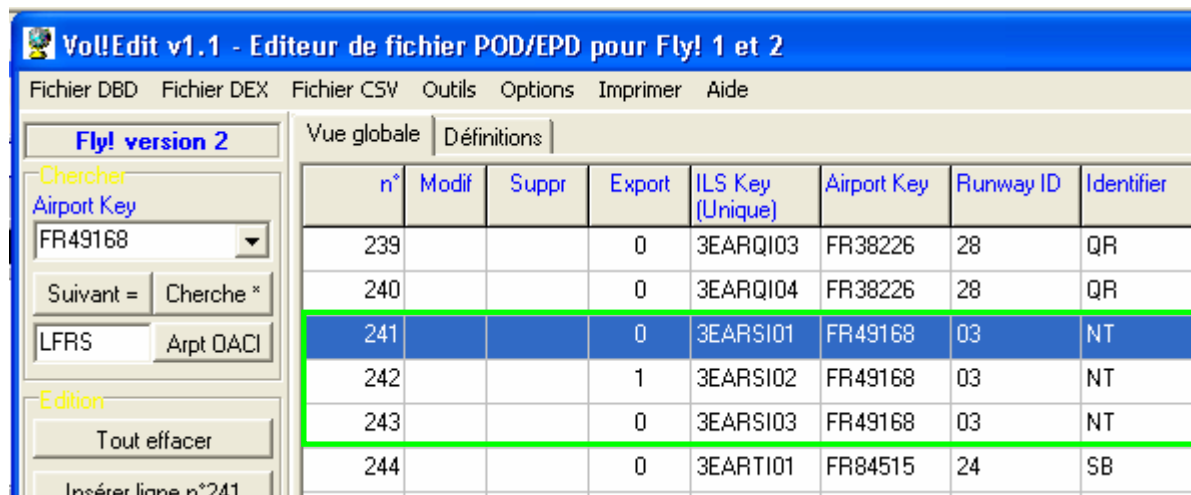 Vol!Edit v1.1 - Editeur de fichier POD/EPD pour Fly! 1 et 2
Fichier DBD Fichier DEX Fichier CSV Outils Options Imprimer Aide
Fly! version 2
Chercher
Airport Key
FR49168
Suivant = Cherche *
LFRS Arpt OACI
Edition
Tout effacer
Insérer ligne n°241
Vue globale Définitions
n° Modif Suppr Export ILS Key (Unique) Airport Key Runway ID Identifier
239 0 3EARQI03 FR38226 28 QR
240 0 3EARQI04 FR38226 28 QR
241 0 3EARSI01 FR49168 03 NT
242 1 3EARSI02 FR49168 03 NT
243 0 3EARSI03 FR49168 03 NT
244 0 3EARTI01 FR84515 24 SB